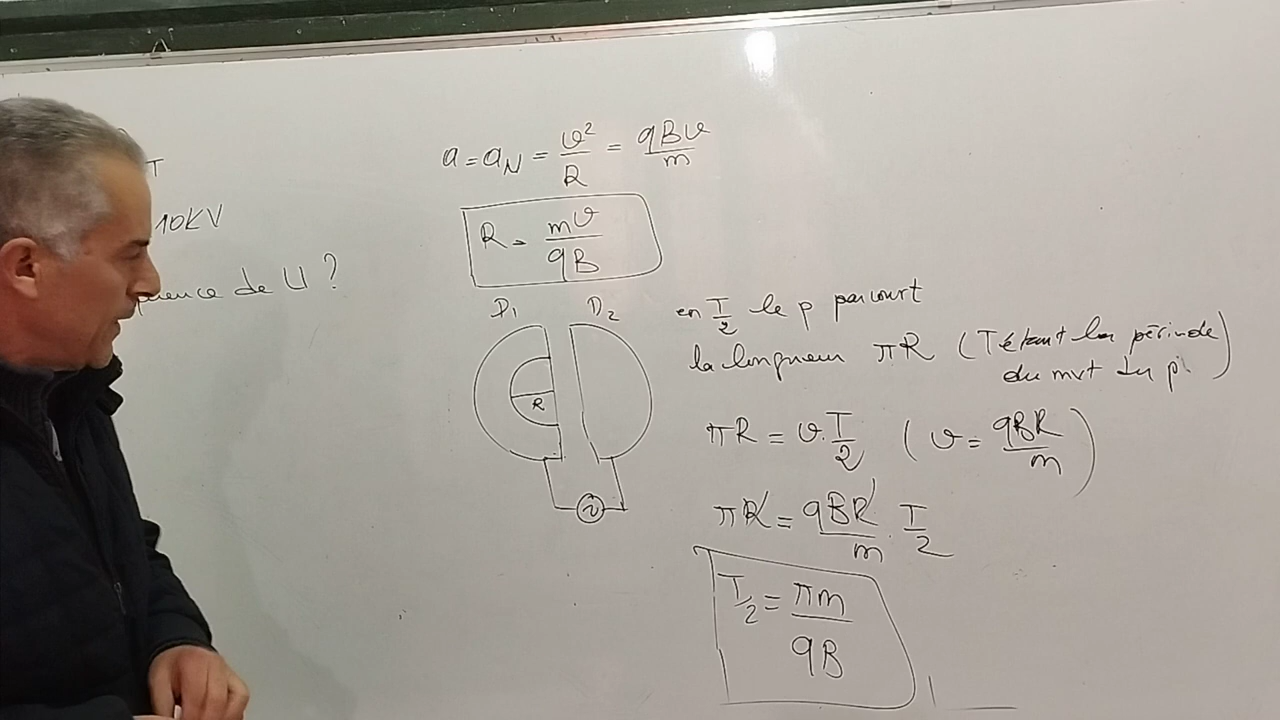 T
10KV
quence de U ?
a = a_N = v²/R = qBv/m
R = mv/qB
D₁ D₂
R
~
en T/2 le p parcourt
la longueur πR (T étant la période
du mvt du p)
πR = v.T/2 (v = qBR/m)
πR = qBR/m . T/2
T/2 = πm/qB